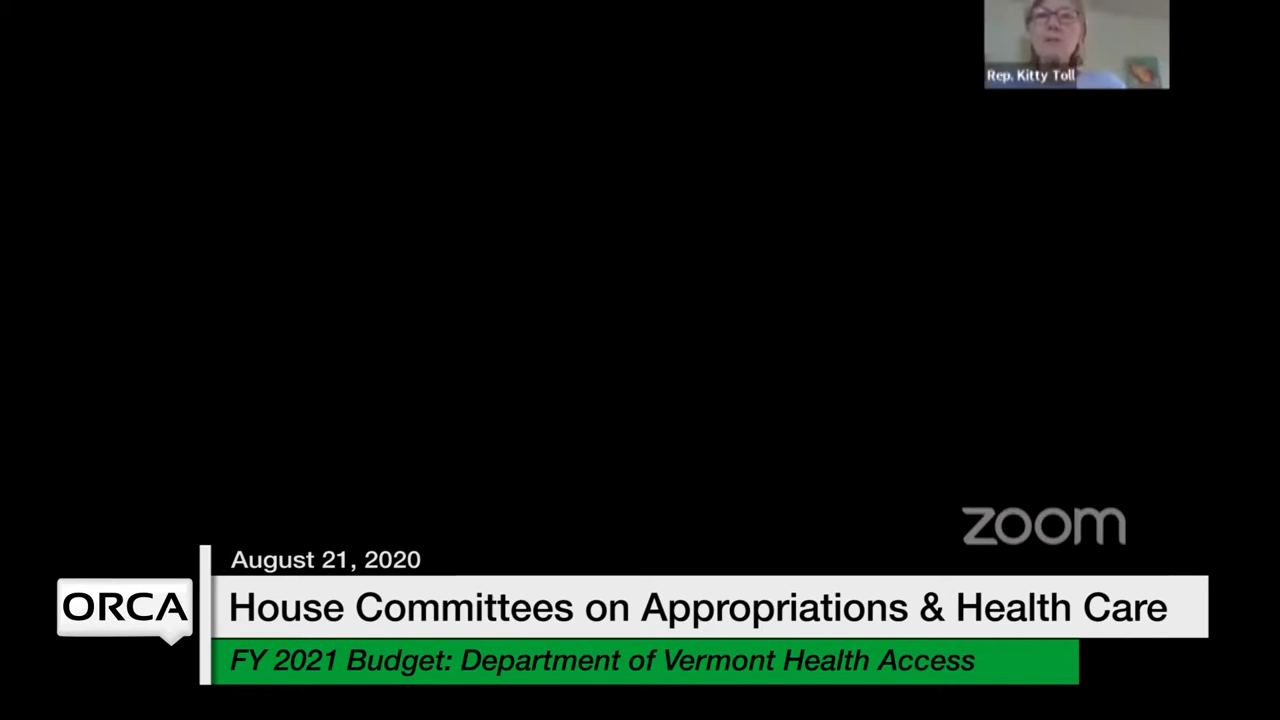 Rep. Kitty Toll
zoom
August 21, 2020
ORCA
House Committees on Appropriations & Health Care
FY 2021 Budget: Department of Vermont Health Access